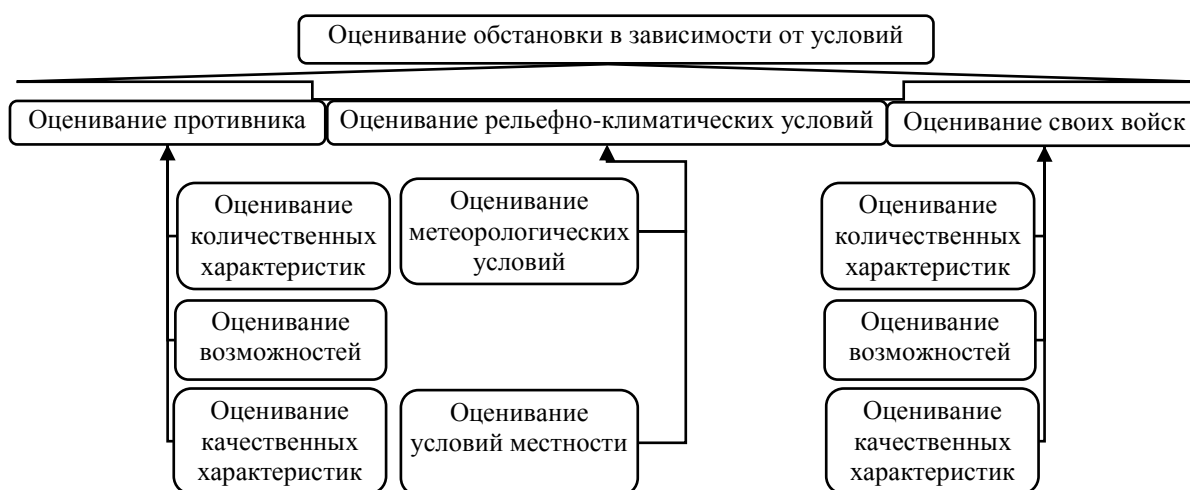 Оценивание обстановки в зависимости от условий
Оценивание противника
Оценивание рельефно-климатических условий
Оценивание своих войск
Оценивание
количественных
характеристик
Оценивание
возможностей
Оценивание
качественных
характеристик
Оценивание
метеорологических
условий
Оценивание
условий местности
Оценивание
количественных
характеристик
Оценивание
возможностей
Оценивание
качественных
характеристик